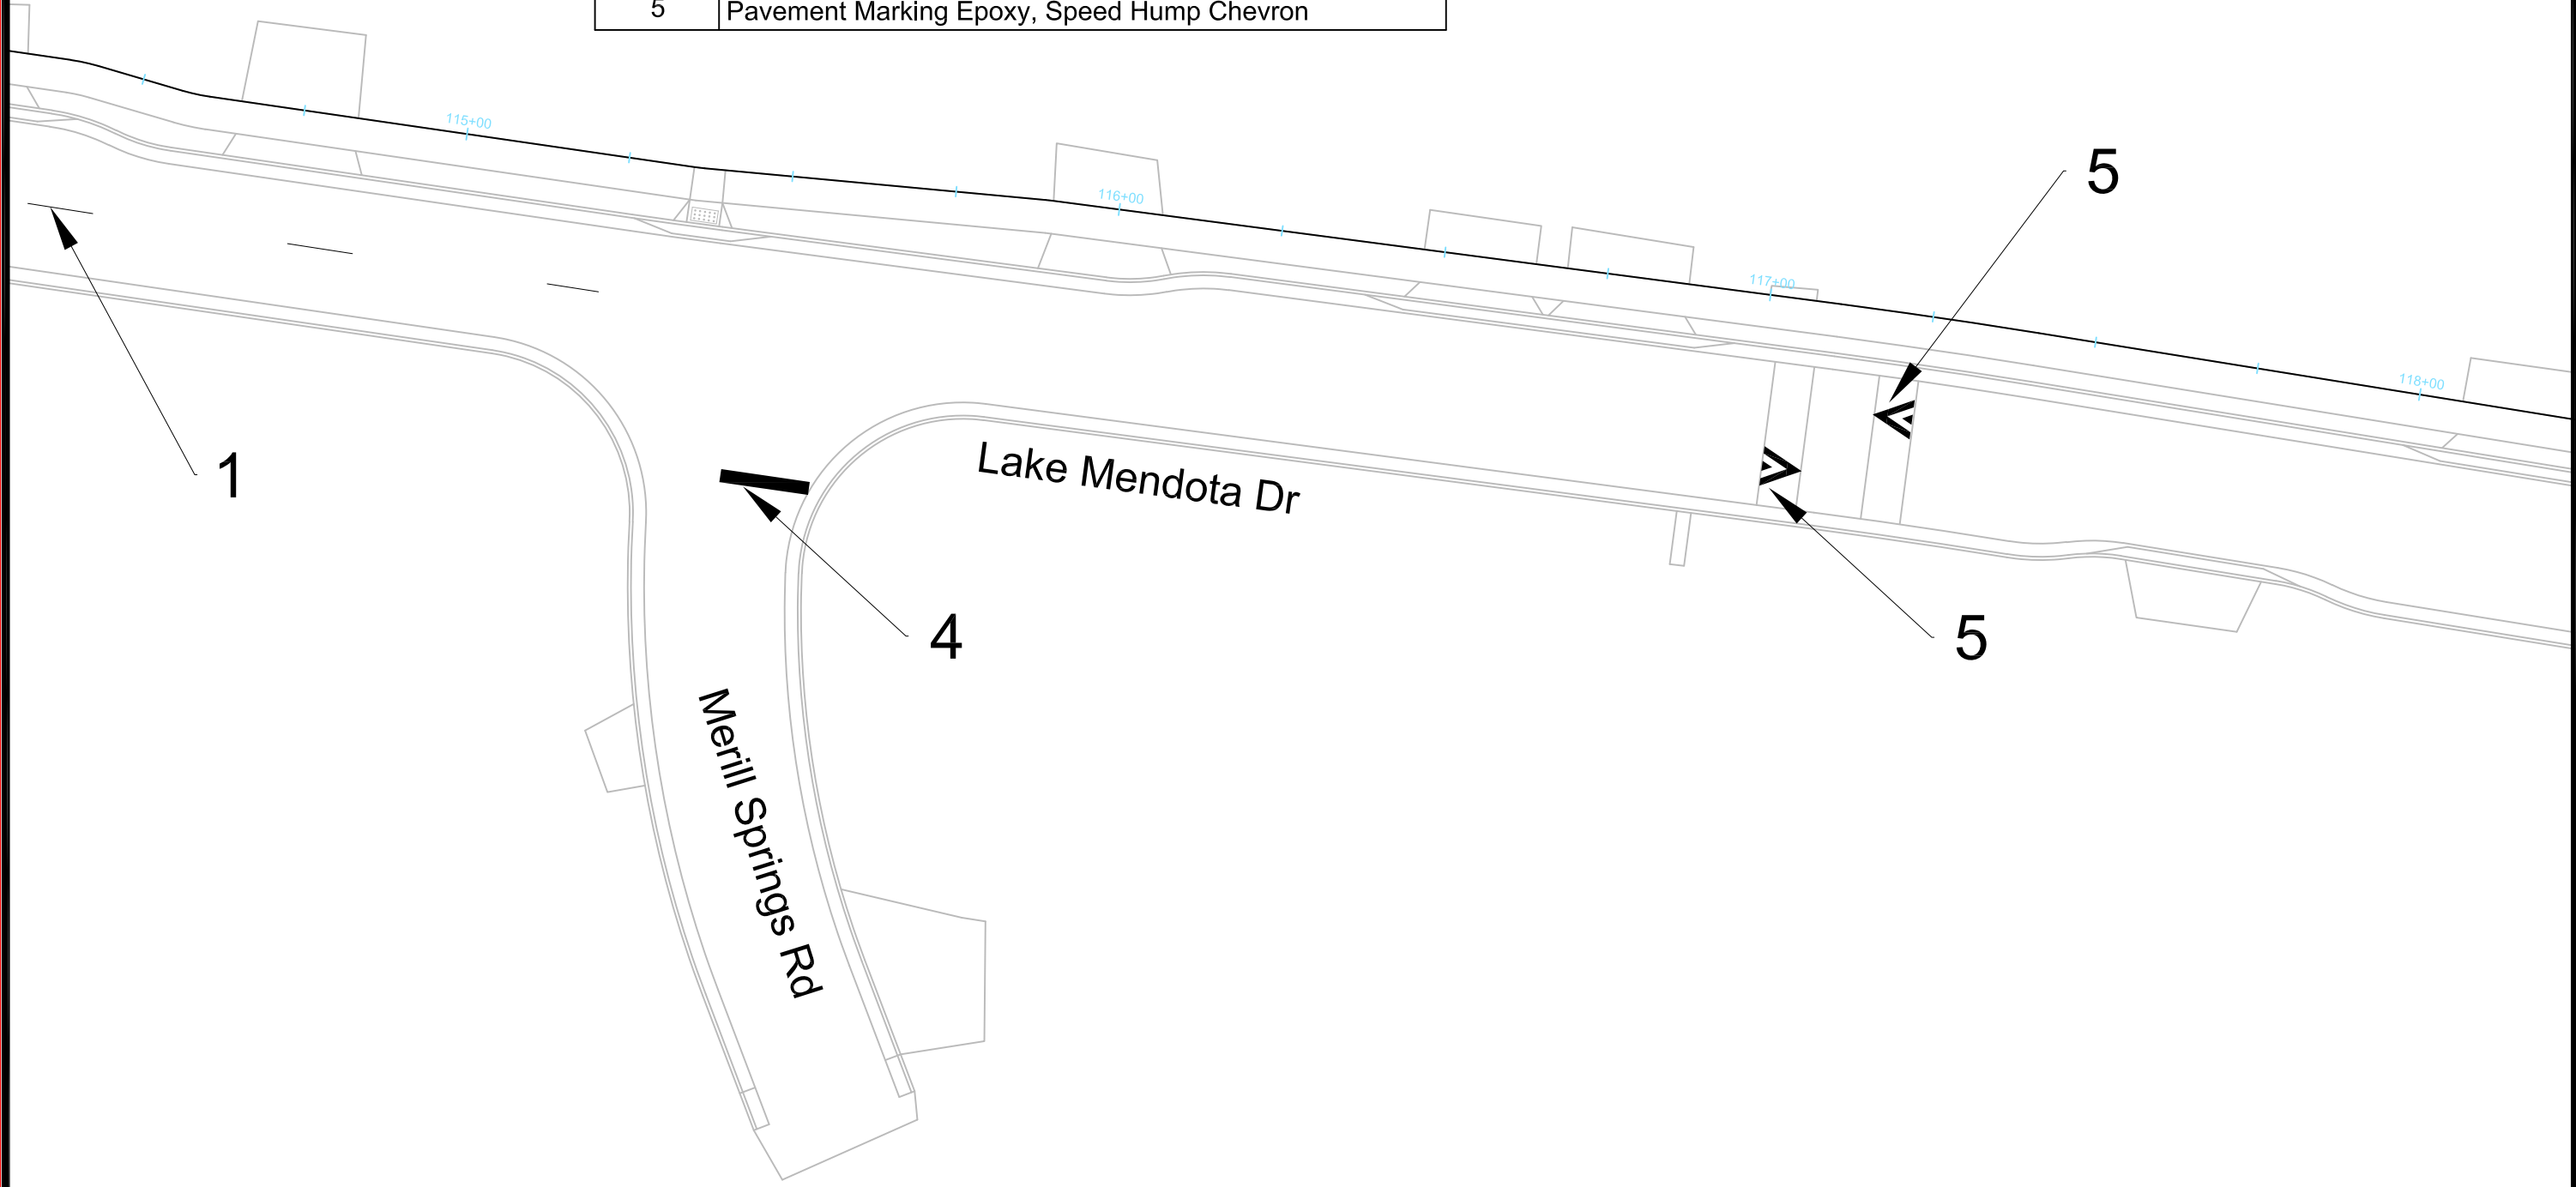 5 Pavement Marking Epoxy, Speed Hump Chevron
115+00
116+00
117+00
118+00
5
1
Lake Mendota Dr
4
5
Merill Springs Rd